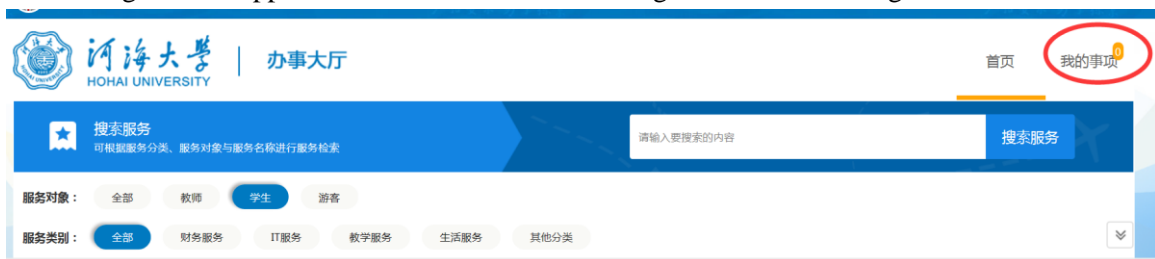 河海大学
HOHAI UNIVERSITY
办事大厅
首页
我的事项
0
搜索服务
可根据服务分类、服务对象与服务名称进行服务检索
请输入要搜索的内容
搜索服务
服务对象： 全部 教师 学生 游客
服务类别： 全部 财务服务 IT服务 教学服务 生活服务 其他分类